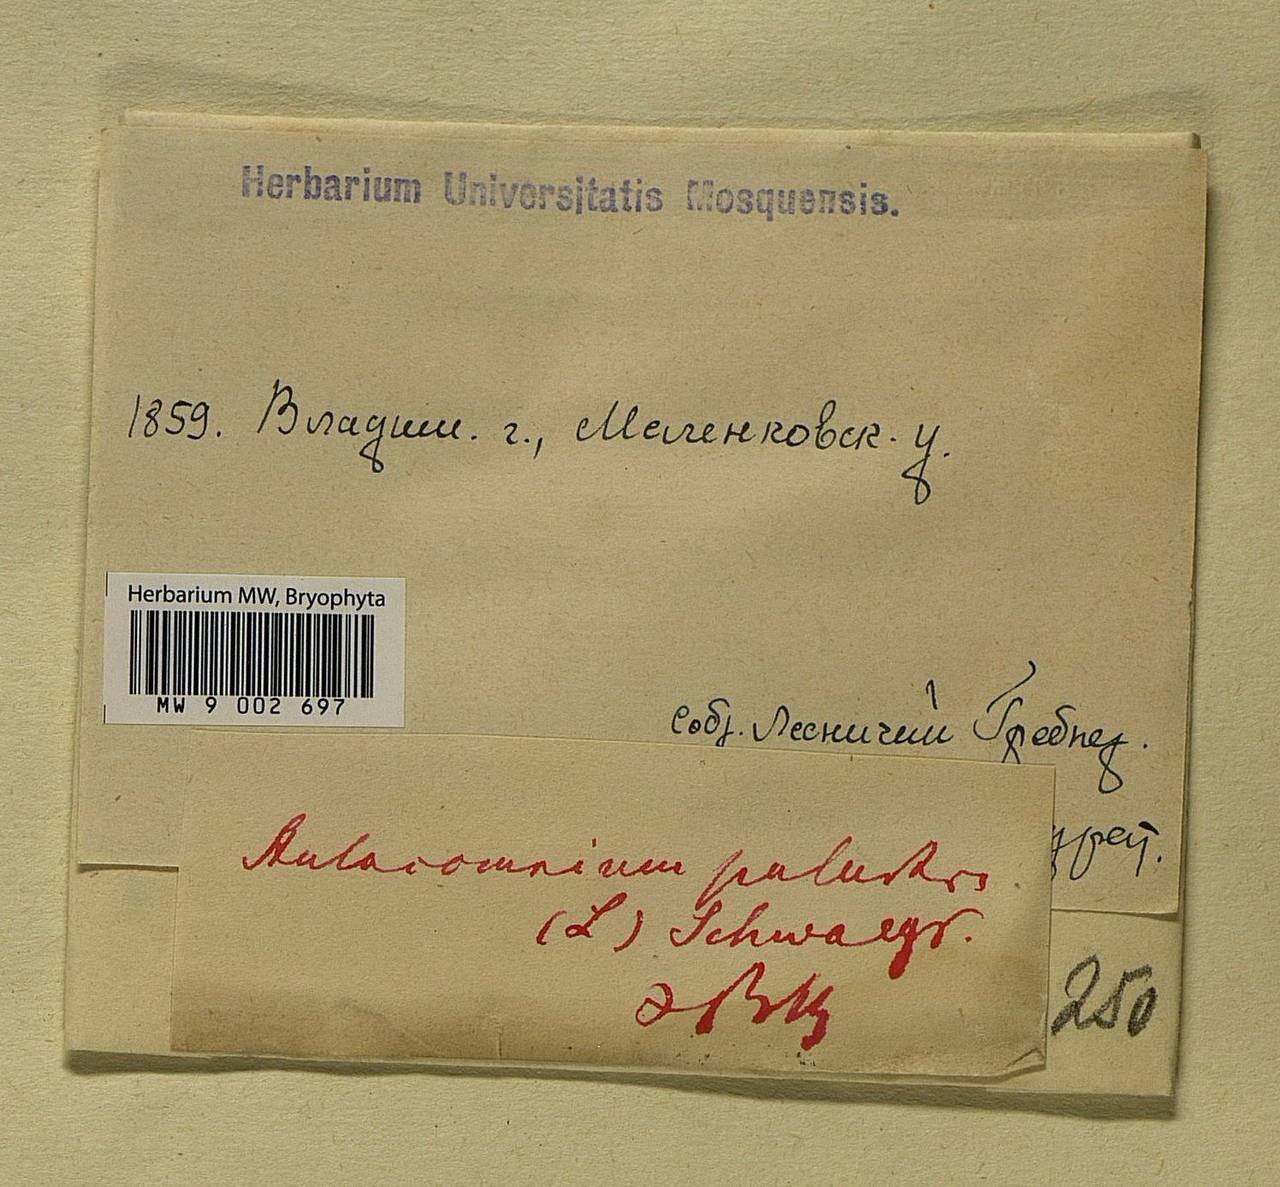 Herbarium Universitatis Mosquensis.
1859. Владим. г., Меленковск. у.
Herbarium MW, Bryophyta
MW 9 002 697
Собр. Лесничий
Aulacomnium palustre
(L) Schwaegr.
250